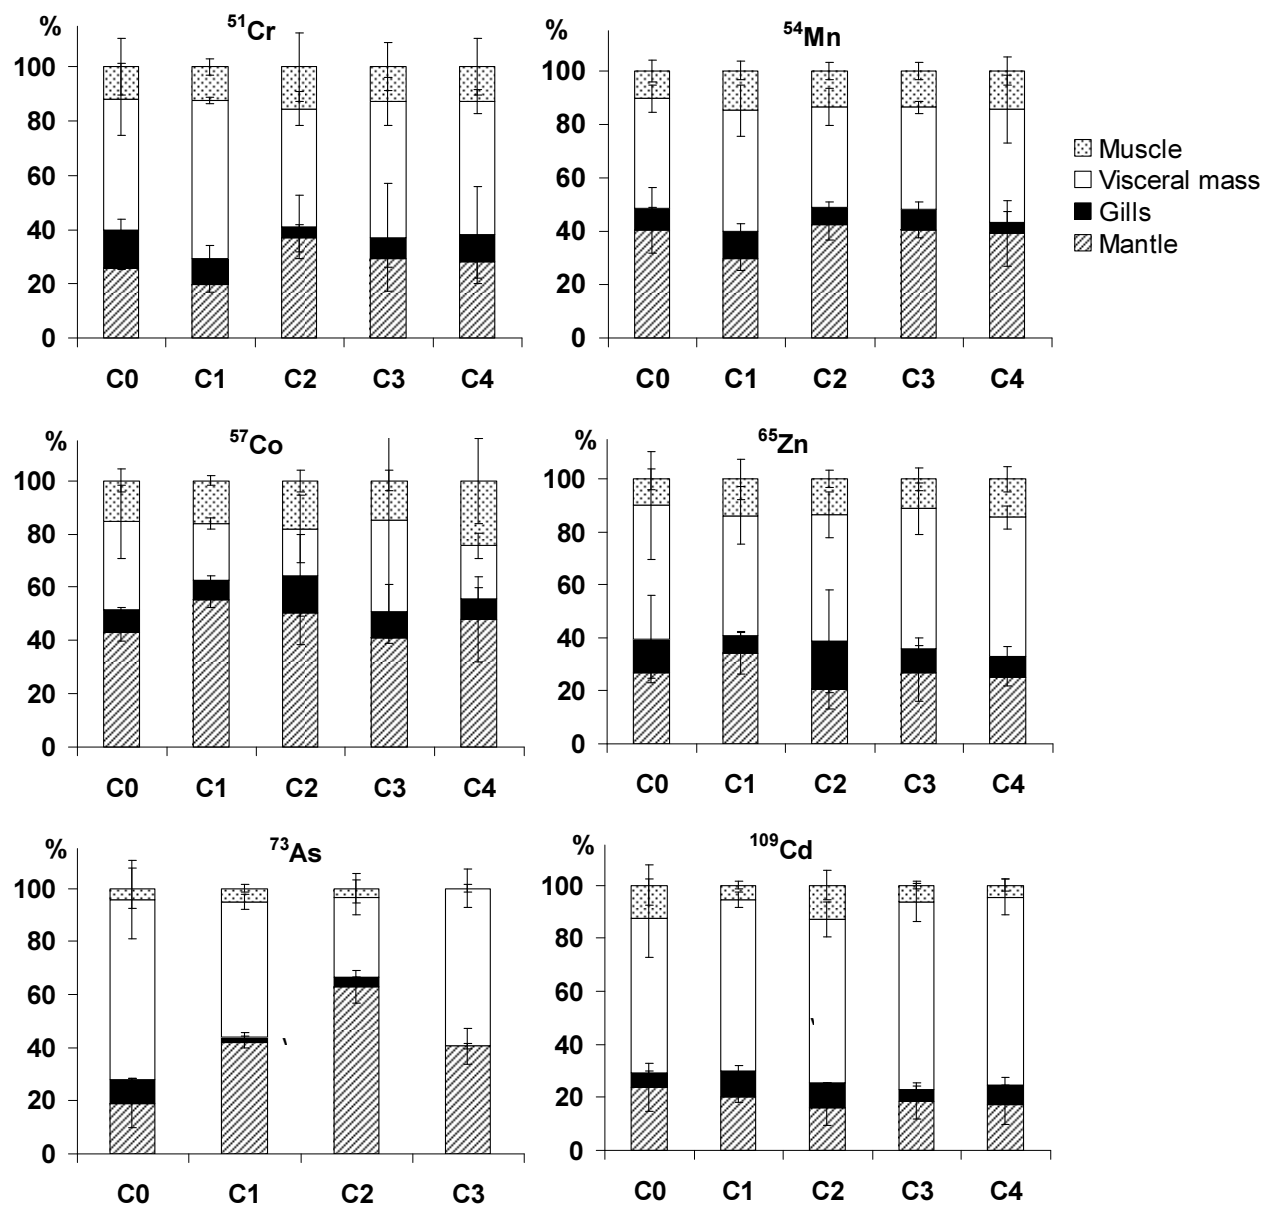 % ⁵¹Cr
100
80
60
40
20
0
C0 C1 C2 C3 C4
% ⁵⁴Mn
100
80
60
40
20
0
C0 C1 C2 C3 C4
Muscle
Visceral mass
Gills
Mantle
% ⁵⁷Co
100
80
60
40
20
0
C0 C1 C2 C3 C4
% ⁶⁵Zn
100
80
60
40
20
0
C0 C1 C2 C3 C4
% ⁷³As
100
80
60
40
20
0
C0 C1 C2 C3
% ¹⁰⁹Cd
100
80
60
40
20
0
C0 C1 C2 C3 C4